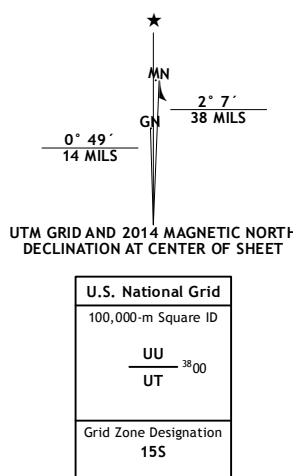 ★
MN
GN
2° 7´
38 MILS
0° 49´
14 MILS
UTM GRID AND 2014 MAGNETIC NORTH
DECLINATION AT CENTER OF SHEET
U.S. National Grid
100,000-m Square ID
UU
3800
UT
Grid Zone Designation
15S